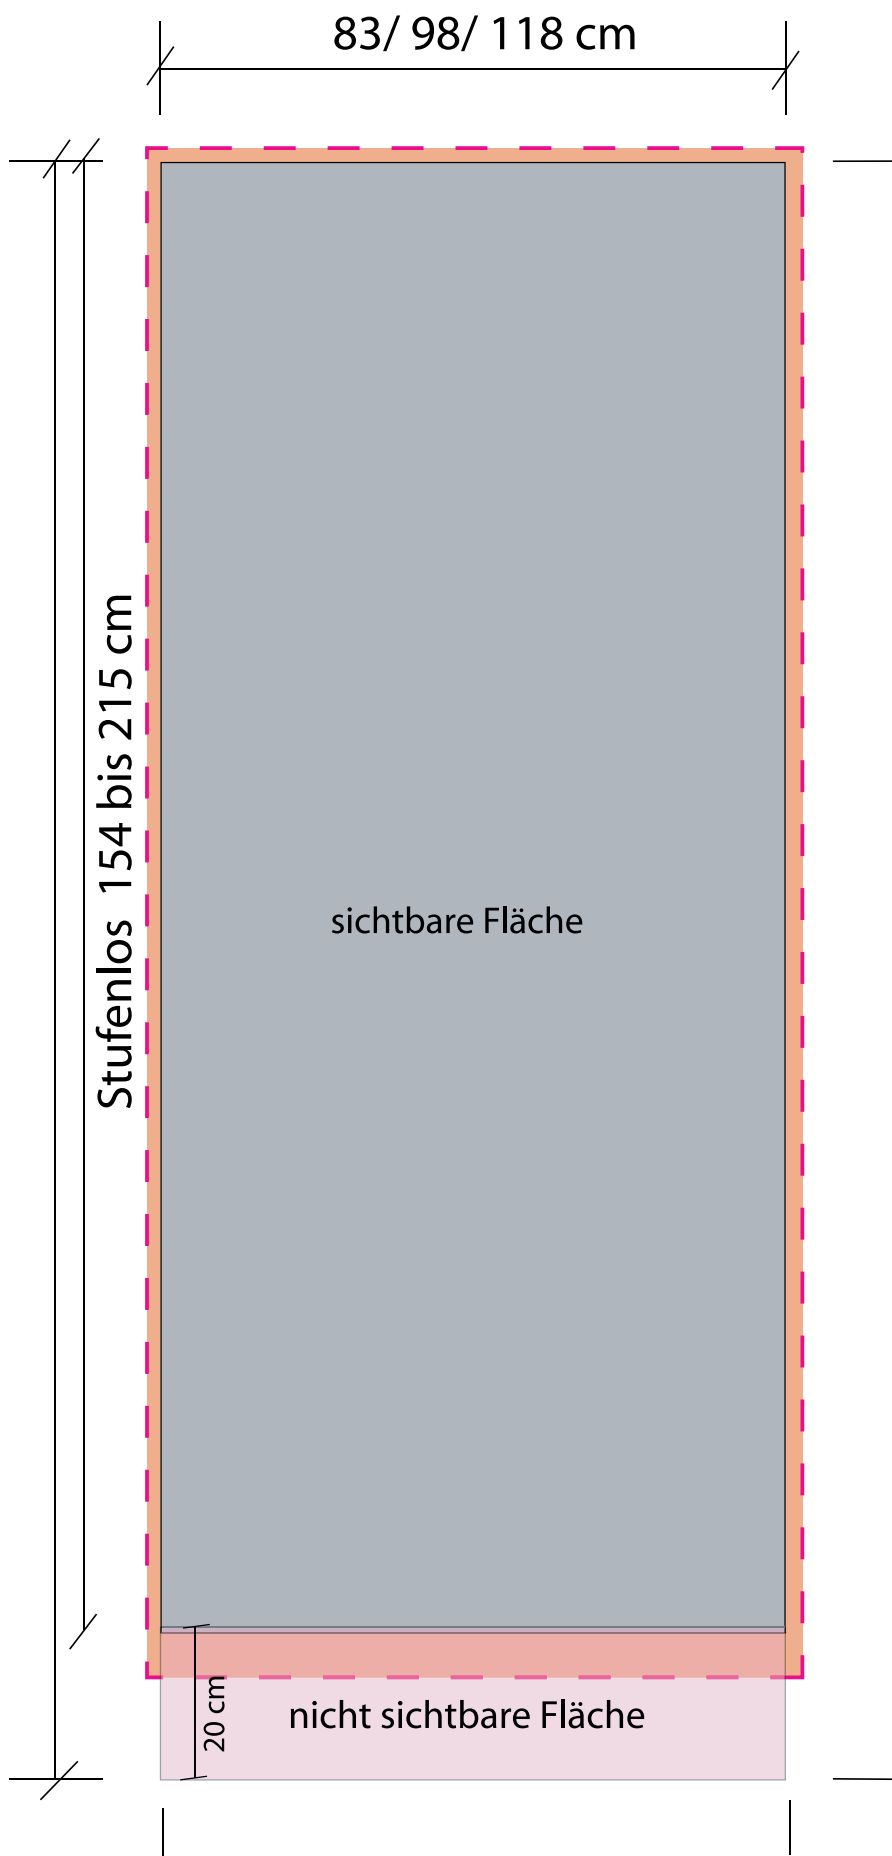 83/ 98/ 118 cm
Stufenlos 154 bis 215 cm
sichtbare Fläche
20 cm
nicht sichtbare Fläche